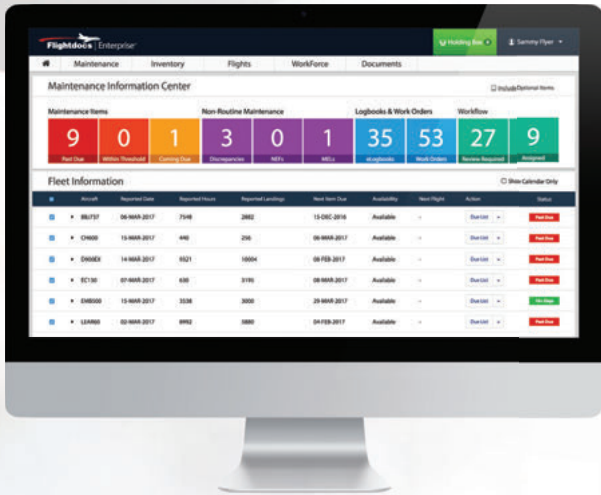 Flightdocs | Enterprise
Holding Bin 0 Sammy Flyer
Maintenance Inventory Flights WorkForce Documents
Maintenance Information Center Include Optional Items
Maintenance Items Non-Routine Maintenance Logbooks & Work Orders Workflow
9 0 1 3 0 1 35 53 27 9
Past Due Within Threshold Coming Due Discrepancies NEFs MELs eLogbooks Work Orders Review Required Assigned
Fleet Information Show Calendar Only
Aircraft Reported Date Reported Hours Reported Landings Next Item Due Availability Next Flight Action Status
BBJ737 06-MAR-2017 7548 2882 15-DEC-2016 Available - Due List Past Due
CH600 15-MAR-2017 440 256 06-MAR-2017 Available - Due List Past Due
D900EX 14-MAR-2017 9321 10004 08-FEB-2017 Available - Due List Past Due
EC130 07-MAR-2017 630 3195 08-MAR-2017 Available - Due List Past Due
EMB500 15-MAR-2017 3538 3000 29-MAR-2017 Available - Due List
LEAR60 02-MAR-2017 8992 5880 04-FEB-2017 Available - Due List Past Due